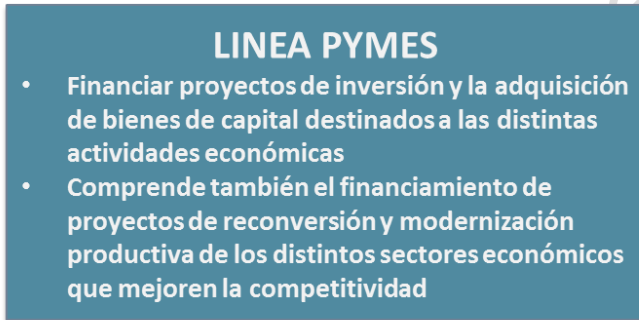 LINEA PYMES
• Financiar proyectos de inversión y la adquisición
de bienes de capital destinados a las distintas
actividades económicas
• Comprende también el financiamiento de
proyectos de reconversión y modernización
productiva de los distintos sectores económicos
que mejoren la competitividad